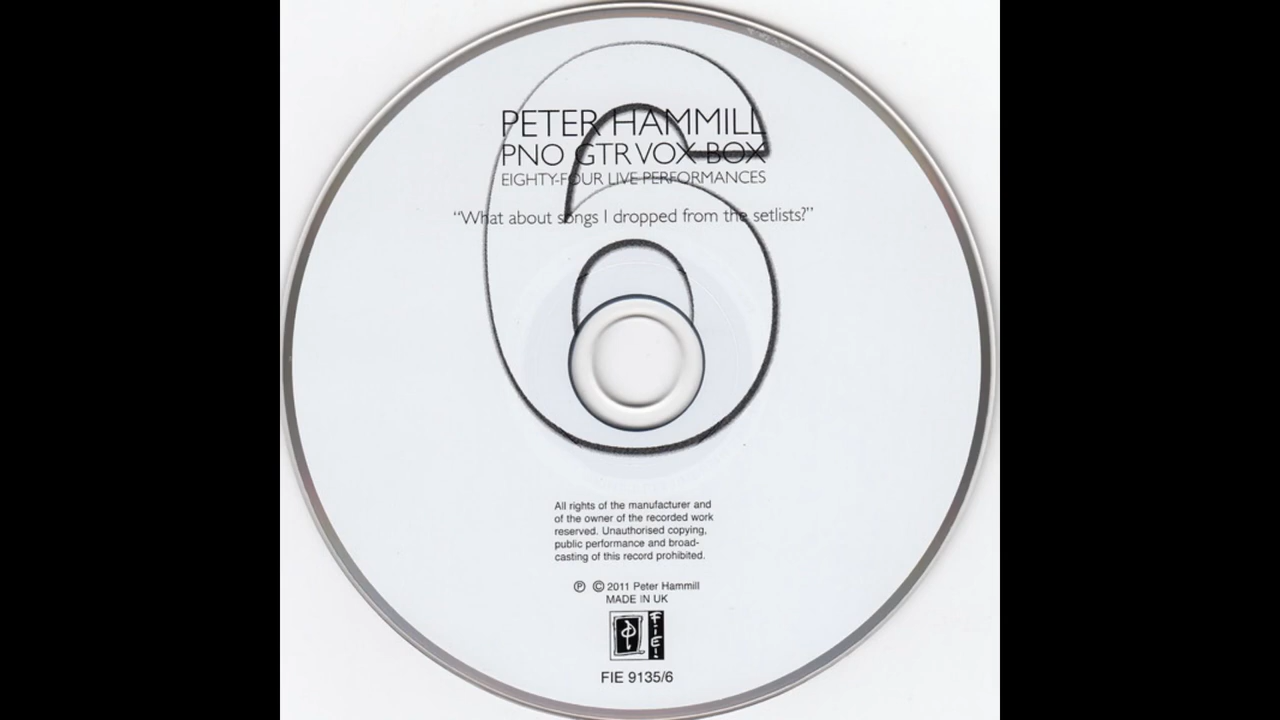 6
PETER HAMMILL
PNO GTR VOX BOX
EIGHTY-FOUR LIVE PERFORMANCES
“What about songs I dropped from the setlists?”
All rights of the manufacturer and
of the owner of the recorded work
reserved. Unauthorised copying,
public performance and broad-
casting of this record prohibited.
℗ © 2011 Peter Hammill
MADE IN UK
FIE!
FIE 9135/6